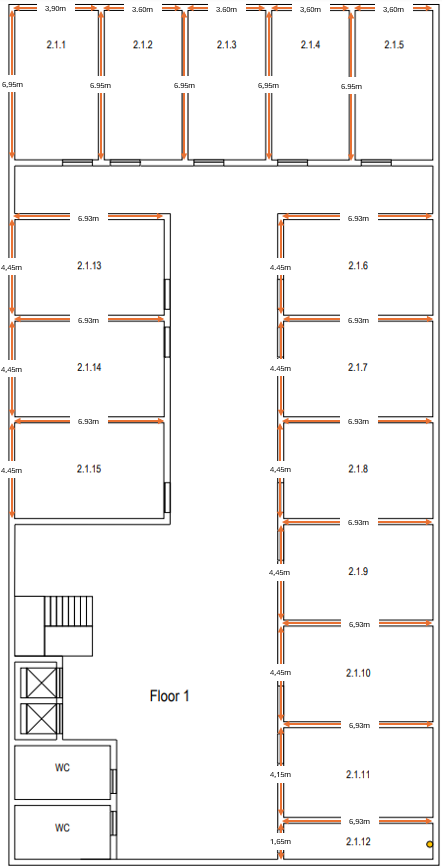 3,90m 3.60m 3.60m 3.60m 3,60m
2.1.1 2.1.2 2.1.3 2.1.4 2.1.5
6,95m 6.95m 6.95m 6.95m 6.95m
6.93m 6.93m
4,45m 2.1.13 4.45m 2.1.6
6.93m 6.93m
4,45m 2.1.14 4.45m 2.1.7
6.93m 6.93m
4.45m 2.1.15 4,45m 2.1.8
6.93m
4,45m 2.1.9
6,93m
4,45m 2.1.10
Floor 1
6,93m
WC 4,15m 2.1.11
6,93m
WC 1,65m 2.1.12